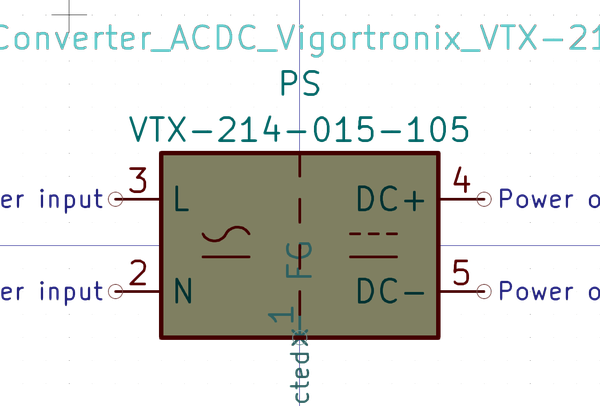 Converter_ACDC_Vigortronix_VTX-21
PS
VTX-214-015-105
er input 3 L DC+ 4 Power o
FG
er input 2 N DC- 5 Power o
1
cted